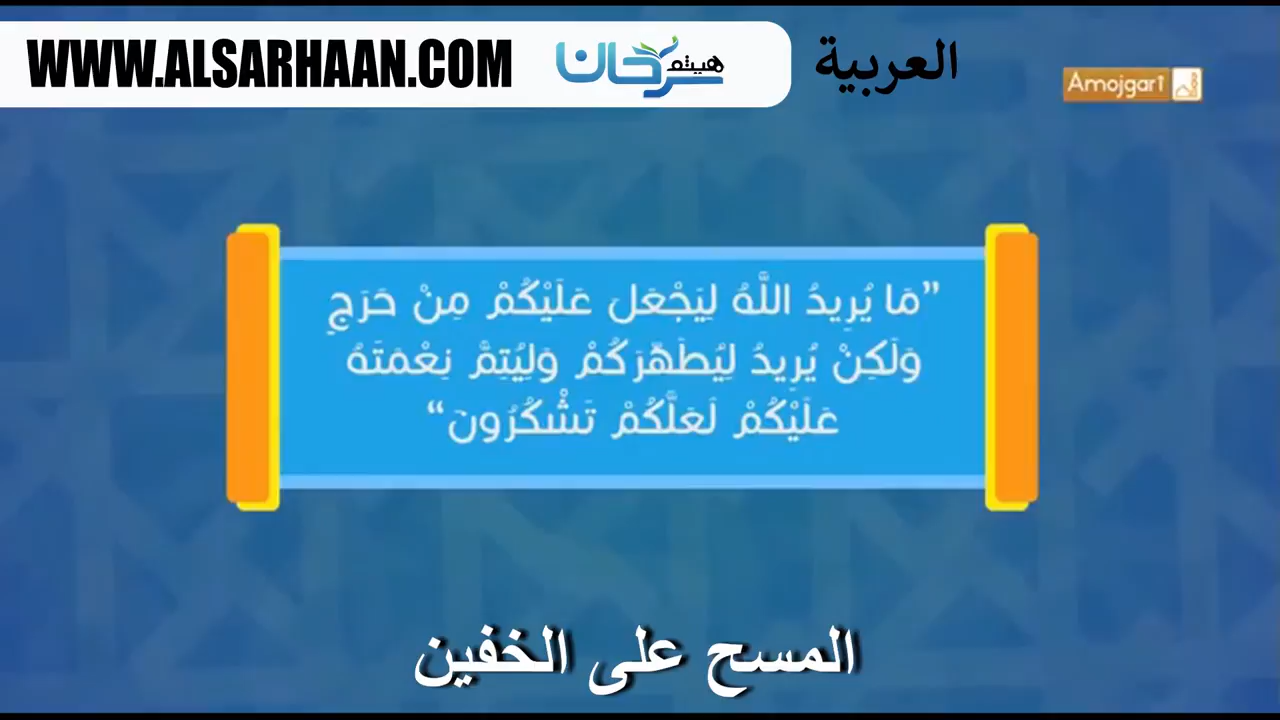 WWW.ALSARHAAN.COM
هيثم سرحان
العربية
Amojgar1
”مَا يُرِيدُ اللَّهُ لِيَجْعَلَ عَلَيْكُمْ مِنْ حَرَجٍ
وَلَكِنْ يُرِيدُ لِيُطَهِّرَكُمْ وَلِيُتِمَّ نِعْمَتَهُ
عَلَيْكُمْ لَعَلَّكُمْ تَشْكُرُونَ“
المسح على الخفين